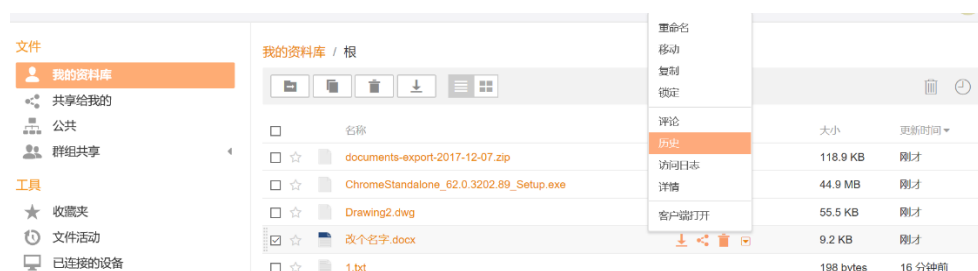 重命名
文件
移动
我的资料库 / 根
我的资料库
复制
共享给我的
锁定
公共
评论
名称
大小
更新时间
历史
群组共享
documents-export-2017-12-07.zip
118.9 KB
刚才
访问日志
工具
ChromeStandalone_62.0.3202.89_Setup.exe
详情
44.9 MB
刚才
收藏夹
Drawing2.dwg
客户端打开
55.5 KB
刚才
文件活动
改个名字.docx
9.2 KB
刚才
已连接的设备
1.txt
198 bytes
16 分钟前